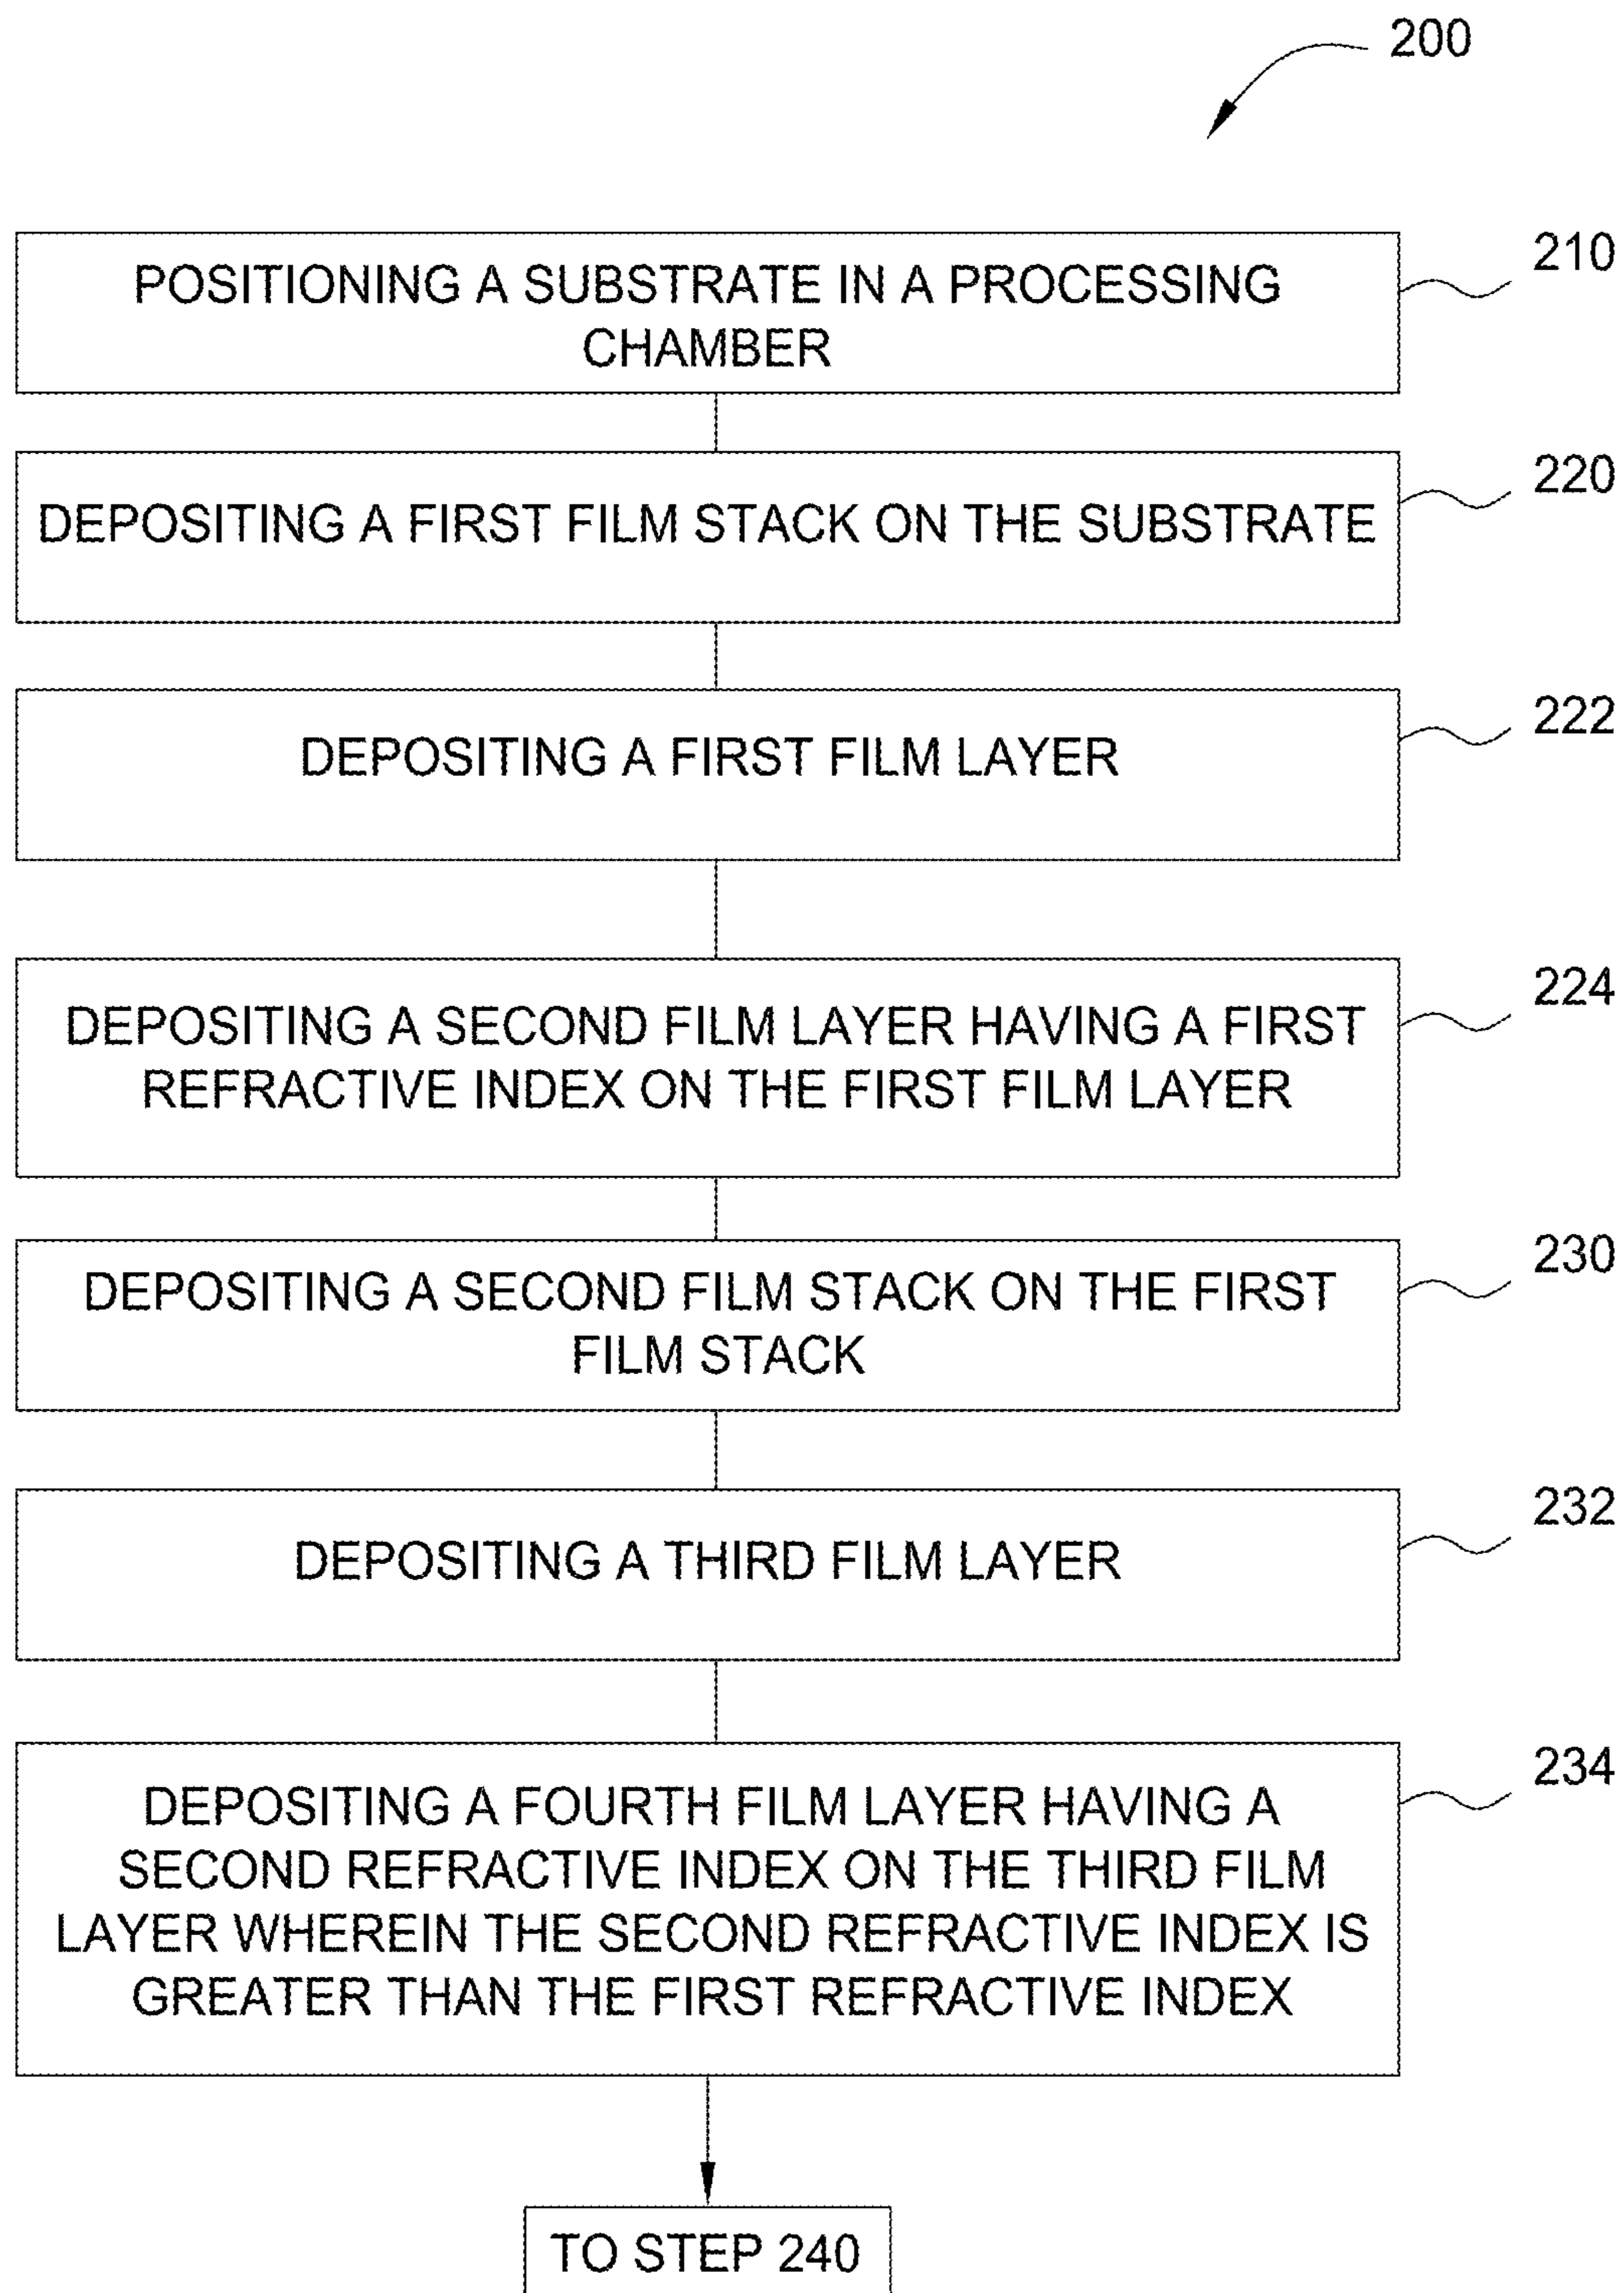 200
POSITIONING A SUBSTRATE IN A PROCESSING
CHAMBER
210
DEPOSITING A FIRST FILM STACK ON THE SUBSTRATE
220
DEPOSITING A FIRST FILM LAYER
222
DEPOSITING A SECOND FILM LAYER HAVING A FIRST
REFRACTIVE INDEX ON THE FIRST FILM LAYER
224
DEPOSITING A SECOND FILM STACK ON THE FIRST
FILM STACK
230
DEPOSITING A THIRD FILM LAYER
232
DEPOSITING A FOURTH FILM LAYER HAVING A
SECOND REFRACTIVE INDEX ON THE THIRD FILM
LAYER WHEREIN THE SECOND REFRACTIVE INDEX IS
GREATER THAN THE FIRST REFRACTIVE INDEX
234
TO STEP 240